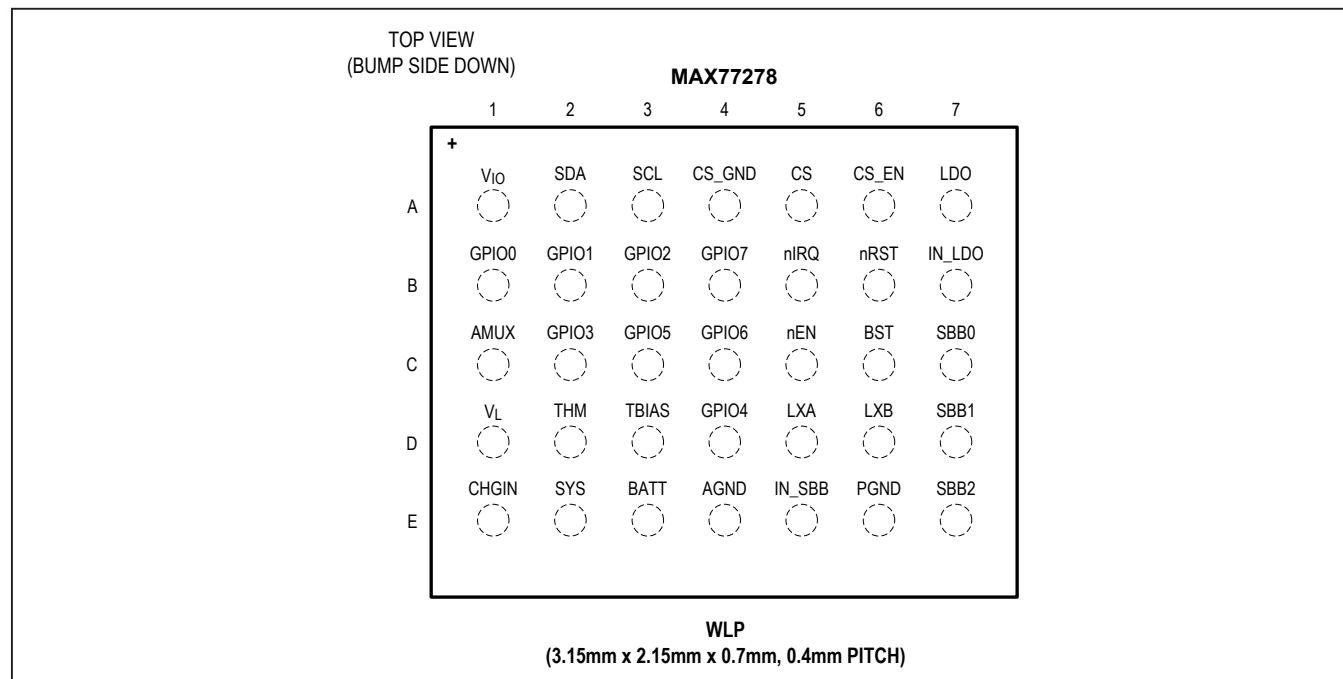 TOP VIEW
(BUMP SIDE DOWN)
MAX77278
1 2 3 4 5 6 7
+
VIO SDA SCL CS_GND CS CS_EN LDO
A
GPIO0 GPIO1 GPIO2 GPIO7 nIRQ nRST IN_LDO
B
AMUX GPIO3 GPIO5 GPIO6 nEN BST SBB0
C
VL THM TBIAS GPIO4 LXA LXB SBB1
D
CHGIN SYS BATT AGND IN_SBB PGND SBB2
E
WLP
(3.15mm x 2.15mm x 0.7mm, 0.4mm PITCH)